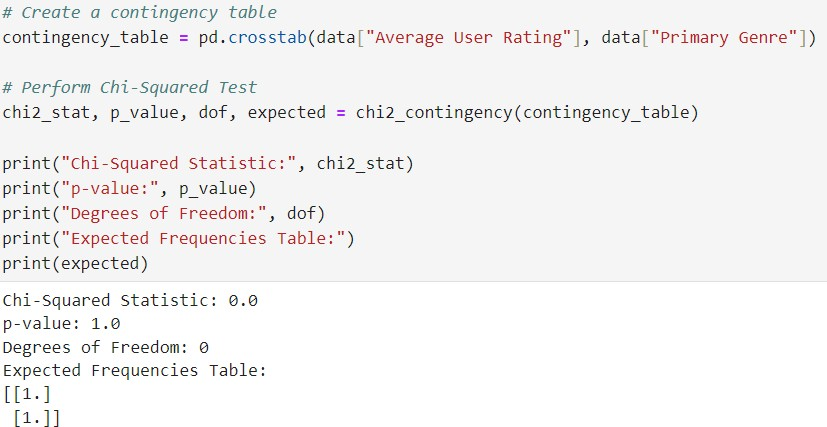 # Create a contingency table
contingency_table = pd.crosstab(data["Average User Rating"], data["Primary Genre"])
# Perform Chi-Squared Test
chi2_stat, p_value, dof, expected = chi2_contingency(contingency_table)
print("Chi-Squared Statistic:", chi2_stat)
print("p-value:", p_value)
print("Degrees of Freedom:", dof)
print("Expected Frequencies Table:")
print(expected)
Chi-Squared Statistic: 0.0
p-value: 1.0
Degrees of Freedom: 0
Expected Frequencies Table:
[[1.]
 [1.]]